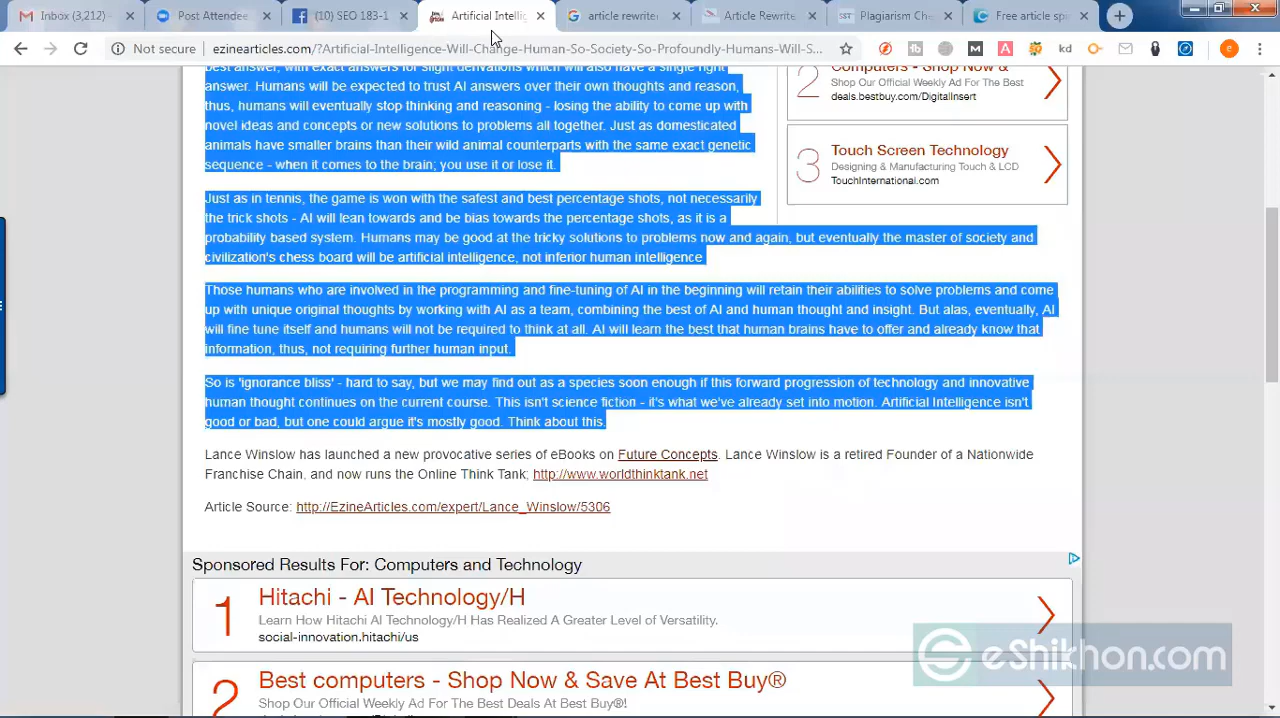 Inbox (3,212) -
Post Attendee
(10) SEO 183-1
Artificial Intellig
article rewrite
Article Rewrite
Plagiarism Che
Free article spi
Not secure
ezinearticles.com/?Artificial-Intelligence-Will-Change-Human-So-Society-So-Profoundly-Humans-Will-S...
best answer, with exact answers for slight derivations which will also have a single right
answer. Humans will be expected to trust AI answers over their own thoughts and reason,
thus, humans will eventually stop thinking and reasoning - losing the ability to come up with
novel ideas and concepts or new solutions to problems all together. Just as domesticated
animals have smaller brains than their wild animal counterparts with the same exact genetic
sequence - when it comes to the brain; you use it or lose it.
Just as in tennis, the game is won with the safest and best percentage shots, not necessarily
the trick shots - AI will lean towards and be bias towards the percentage shots, as it is a
probability based system. Humans may be good at the tricky solutions to problems now and again, but eventually the master of society and
civilization's chess board will be artificial intelligence, not inferior human intelligence
Those humans who are involved in the programming and fine-tuning of AI in the beginning will retain their abilities to solve problems and come
up with unique original thoughts by working with AI as a team, combining the best of AI and human thought and insight. But alas, eventually, AI
will fine tune itself and humans will not be required to think at all. AI will learn the best that human brains have to offer and already know that
information, thus, not requiring further human input.
So is 'ignorance bliss' - hard to say, but we may find out as a species soon enough if this forward progression of technology and innovative
human thought continues on the current course. This isn't science fiction - it's what we've already set into motion. Artificial Intelligence isn't
good or bad, but one could argue it's mostly good. Think about this.
Lance Winslow has launched a new provocative series of eBooks on Future Concepts. Lance Winslow is a retired Founder of a Nationwide
Franchise Chain, and now runs the Online Think Tank; http://www.worldthinktank.net
Article Source: http://EzineArticles.com/expert/Lance_Winslow/5306
2
Computers - Shop Now &
Shop Our Official Weekly Ad For The Best
deals.bestbuy.com/DigitalInsert
3
Touch Screen Technology
Designing & Manufacturing Touch & LCD
TouchInternational.com
Sponsored Results For: Computers and Technology
1
Hitachi - AI Technology/H
Learn How Hitachi AI Technology/H Has Realized A Greater Level of Versatility.
social-innovation.hitachi/us
2
Best computers - Shop Now & Save At Best Buy®
Shop Our Official Weekly Ad For The Best Deals At Best Buy®!
eShikhon.com